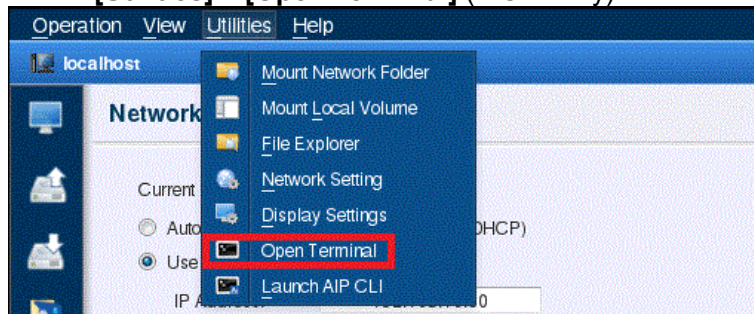 Operation View Utilities Help
localhost
Mount Network Folder
Network
Mount Local Volume
File Explorer
Current
Network Setting
Display Settings
DHCP)
Open Terminal
Use
Launch AIP CLI
IP